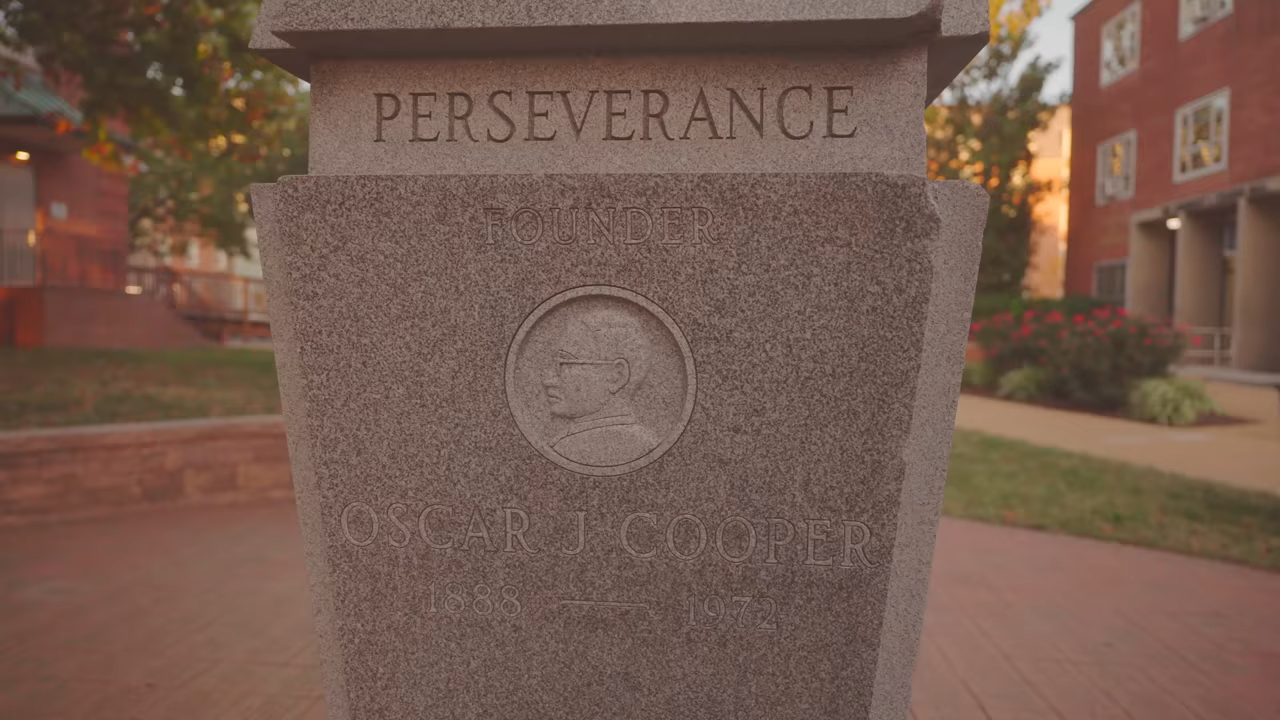 PERSEVERANCE
FOUNDER
OSCAR J COOPER
1888 — 1972